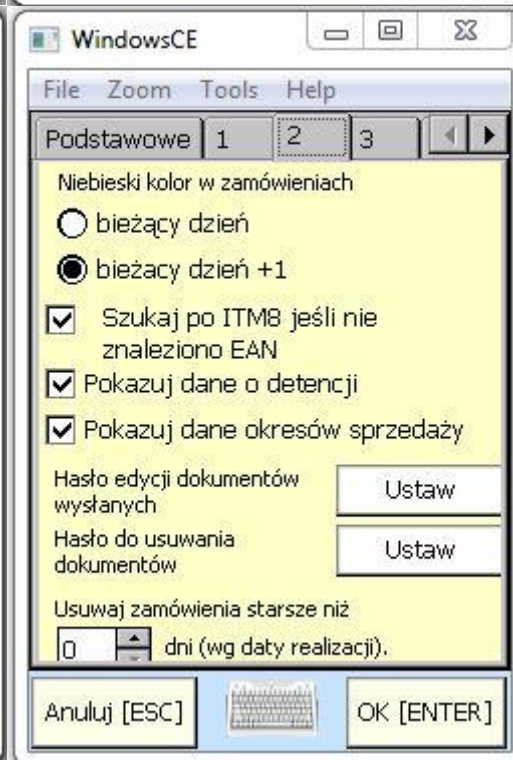 WindowsCE
File Zoom Tools Help
Podstawowe 1 2 3
Niebieski kolor w zamówieniach
bieżący dzień
bieżacy dzień +1
Szukaj po ITM8 jeśli nie
znaleziono EAN
Pokazuj dane o detencji
Pokazuj dane okresów sprzedaży
Hasło edycji dokumentów
wysłanych
Ustaw
Hasło do usuwania
dokumentów
Ustaw
Usuwaj zamówienia starsze niż
0 dni (wg daty realizacji).
Anuluj [ESC] OK [ENTER]